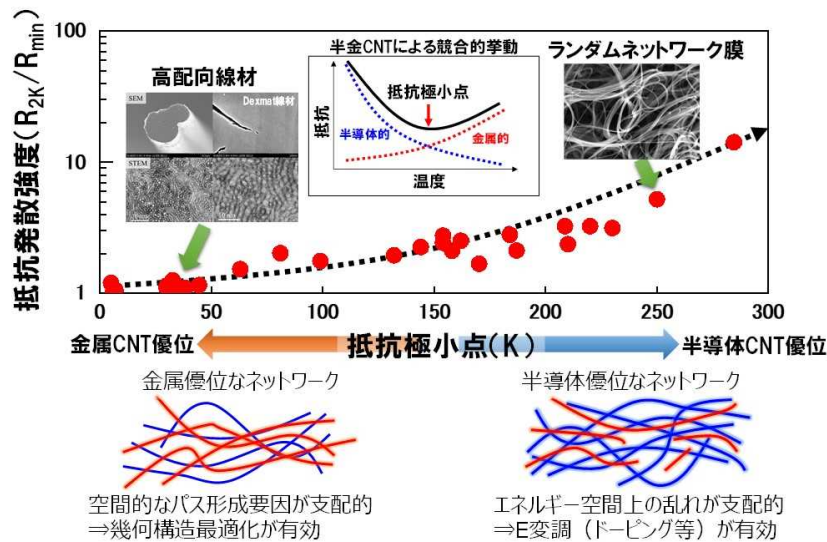 抵抗発散強度(R2K/Rmin)
100
10
1
高配向線材
SEM
Dexmat線材
STEM
半金CNTによる競合的挙動
抵抗極小点
抵抗
半導体的
金属的
温度
ランダムネットワーク膜
0
50
100
150
200
250
300
金属CNT優位
抵抗極小点(K)
半導体CNT優位
金属優位なネットワーク
半導体優位なネットワーク
空間的なパス形成要因が支配的
⇒幾何構造最適化が有効
エネルギー空間上の乱れが支配的
⇒E変調（ドーピング等）が有効